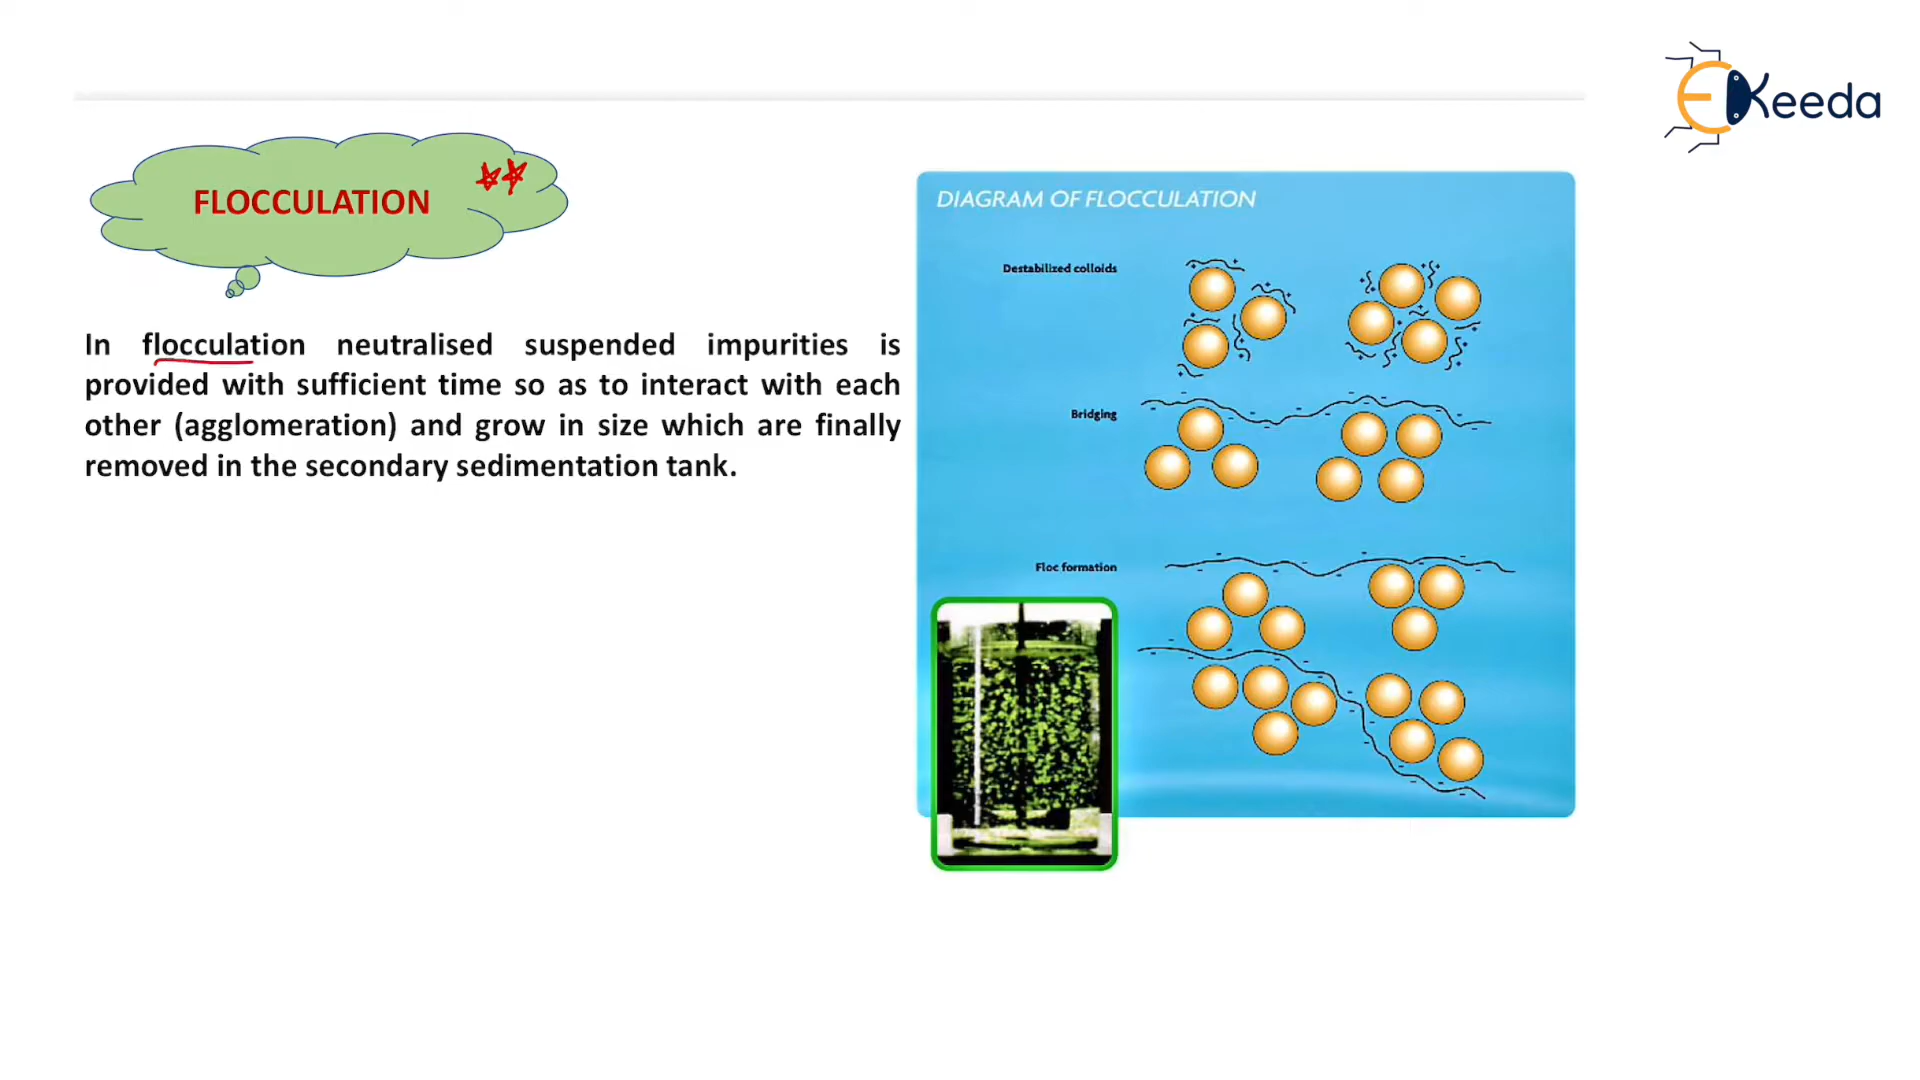 EKeeda
FLOCCULATION
In flocculation neutralised suspended impurities is
provided with sufficient time so as to interact with each
other (agglomeration) and grow in size which are finally
removed in the secondary sedimentation tank.
DIAGRAM OF FLOCCULATION
Destabilized colloids
Bridging
Floc formation